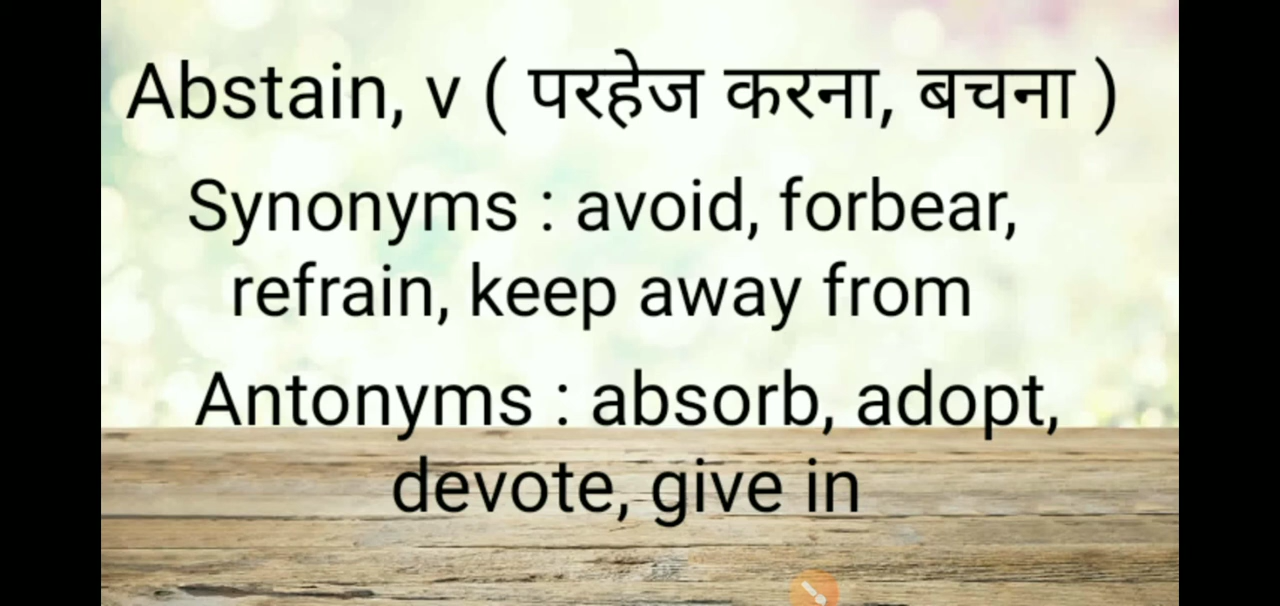 Abstain, v ( परहेज करना, बचना )
Synonyms : avoid, forbear,
refrain, keep away from
Antonyms : absorb, adopt,
devote, give in